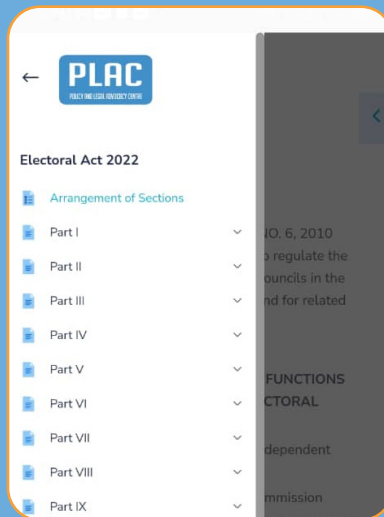 PLAC
POLICY AND LEGAL ADVOCACY CENTRE
Electoral Act 2022
Arrangement of Sections
Part I
Part II
Part III
Part IV
Part V
Part VI
Part VII
Part VIII
Part IX
NO. 6, 2010
o regulate the
ouncils in the
nd for related
FUNCTIONS
CTORAL
dependent
mmission